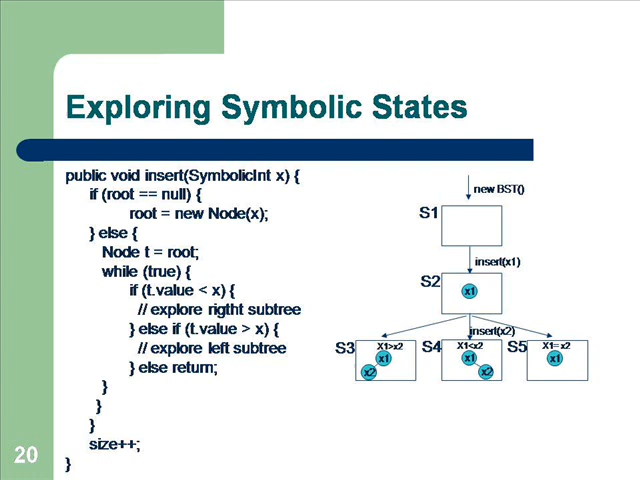 Exploring Symbolic States
public void insert(SymbolicInt x) {
if (root == null) {
root = new Node(x);
} else {
Node t = root;
while (true) {
if (t.value < x) {
// explore rigtht subtree
} else if (t.value > x) {
// explore left subtree
} else return;
}
}
}
size++;
}
20
new BST()
S1
insert(x1)
S2
x1
insert(x2)
S3
X1>x2
x1
x2
S4
X1<x2
x1
x2
S5
X1= x2
x1